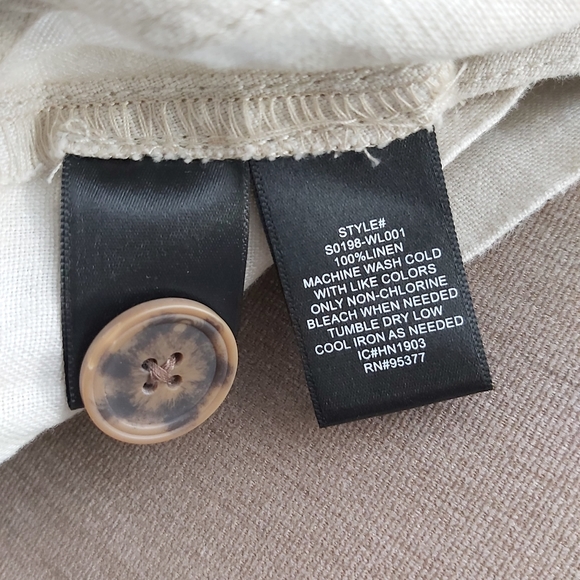 STYLE#
S0198-WL001
100%LINEN
MACHINE WASH COLD
WITH LIKE COLORS
ONLY NON-CHLORINE
BLEACH WHEN NEEDED
TUMBLE DRY LOW
COOL IRON AS NEEDED
IC#HN1903
RN#95377